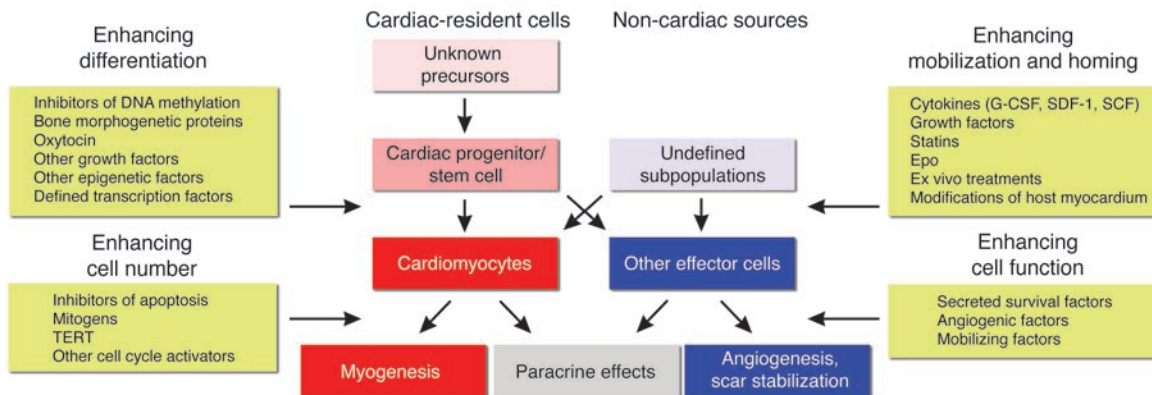 Cardiac-resident cells
Non-cardiac sources
Enhancing
differentiation
Inhibitors of DNA methylation
Bone morphogenetic proteins
Oxytocin
Other growth factors
Other epigenetic factors
Defined transcription factors
Enhancing
cell number
Inhibitors of apoptosis
Mitogens
TERT
Other cell cycle activators
Unknown
precursors
Cardiac progenitor/
stem cell
Undefined
subpopulations
Cardiomyocytes
Other effector cells
Myogenesis
Paracrine effects
Angiogenesis,
scar stabilization
Enhancing
mobilization and homing
Cytokines (G-CSF, SDF-1, SCF)
Growth factors
Statins
Epo
Ex vivo treatments
Modifications of host myocardium
Enhancing
cell function
Secreted survival factors
Angiogenic factors
Mobilizing factors